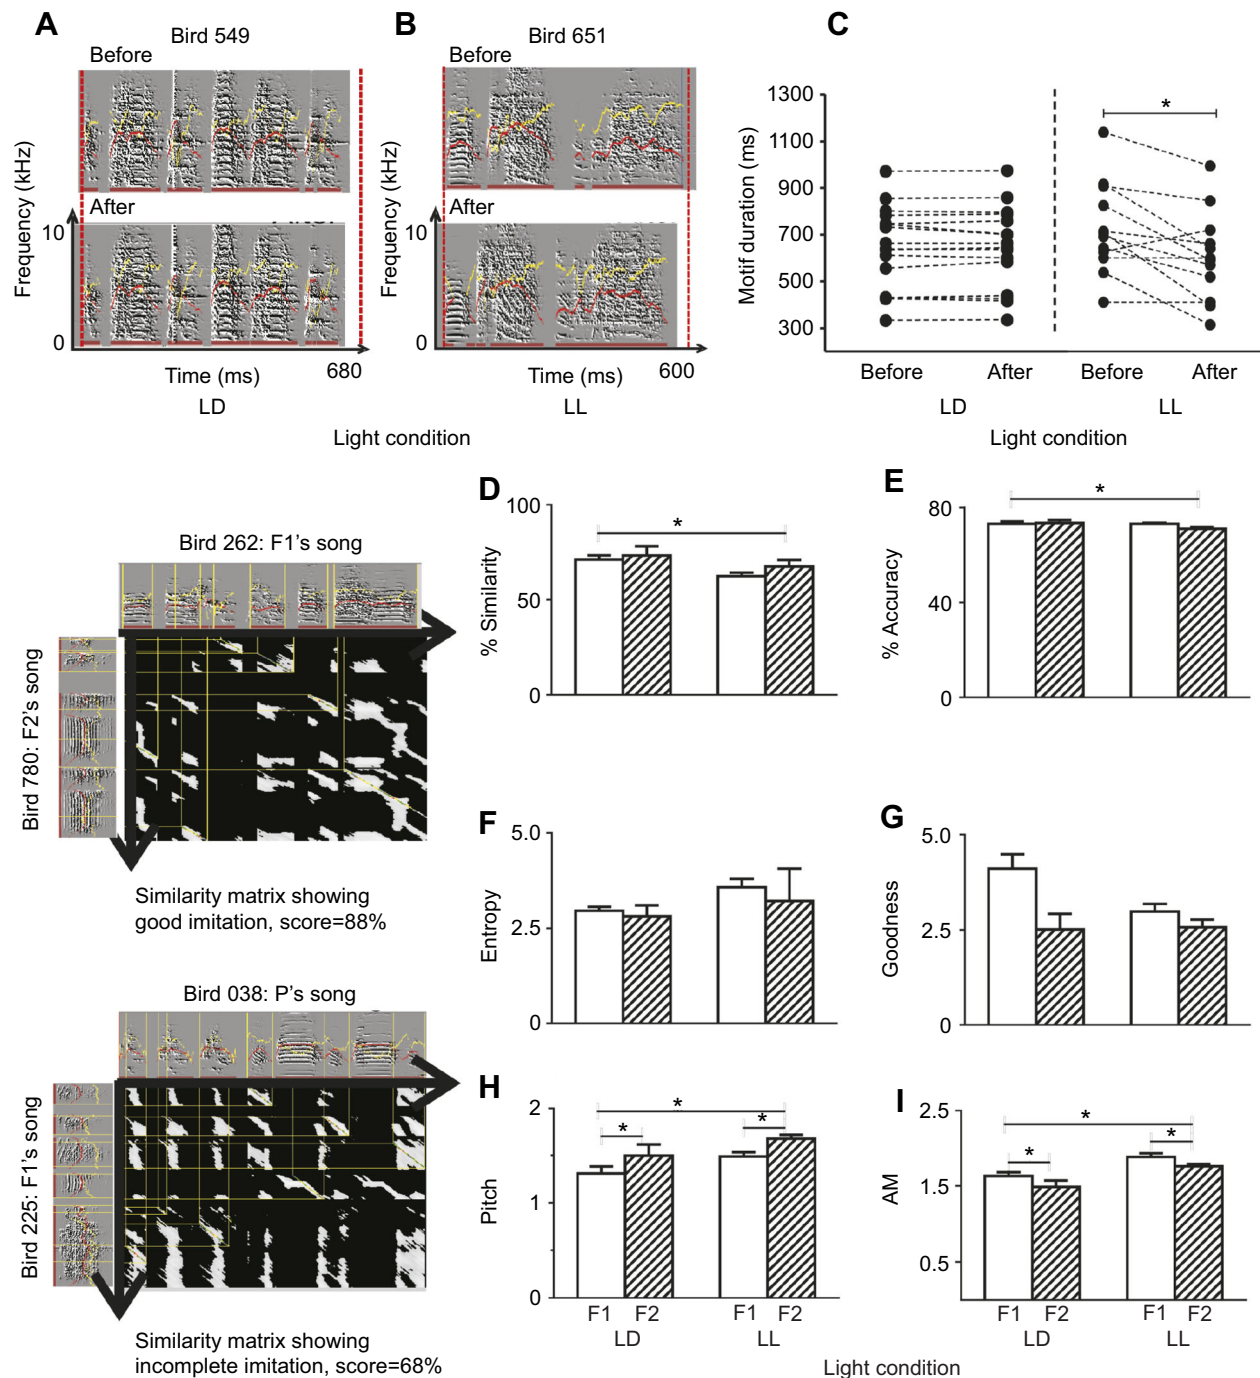 A
Bird 549
Before
After
Frequency (kHz)
10
0
Time (ms)
680
LD
B
Bird 651
Before
After
Frequency (kHz)
10
0
Time (ms)
600
LL
Light condition
C
Motif duration (ms)
1300
1100
900
700
500
300
*
Before
After
Before
After
LD
LL
Light condition
Bird 262: F1's song
Bird 780: F2's song
Similarity matrix showing
good imitation, score=88%
Bird 038: P's song
Bird 225: F1's song
Similarity matrix showing
incomplete imitation, score=68%
D
% Similarity
100
50
0
*
E
% Accuracy
80
40
0
*
F
Entropy
5.0
2.5
0
G
Goodness
5.0
2.5
0
H
Pitch
2
1
0
*
*
*
F1
F2
F1
F2
LD
LL
I
AM
2.5
1.5
0.5
*
*
*
F1
F2
F1
F2
LD
LL
Light condition